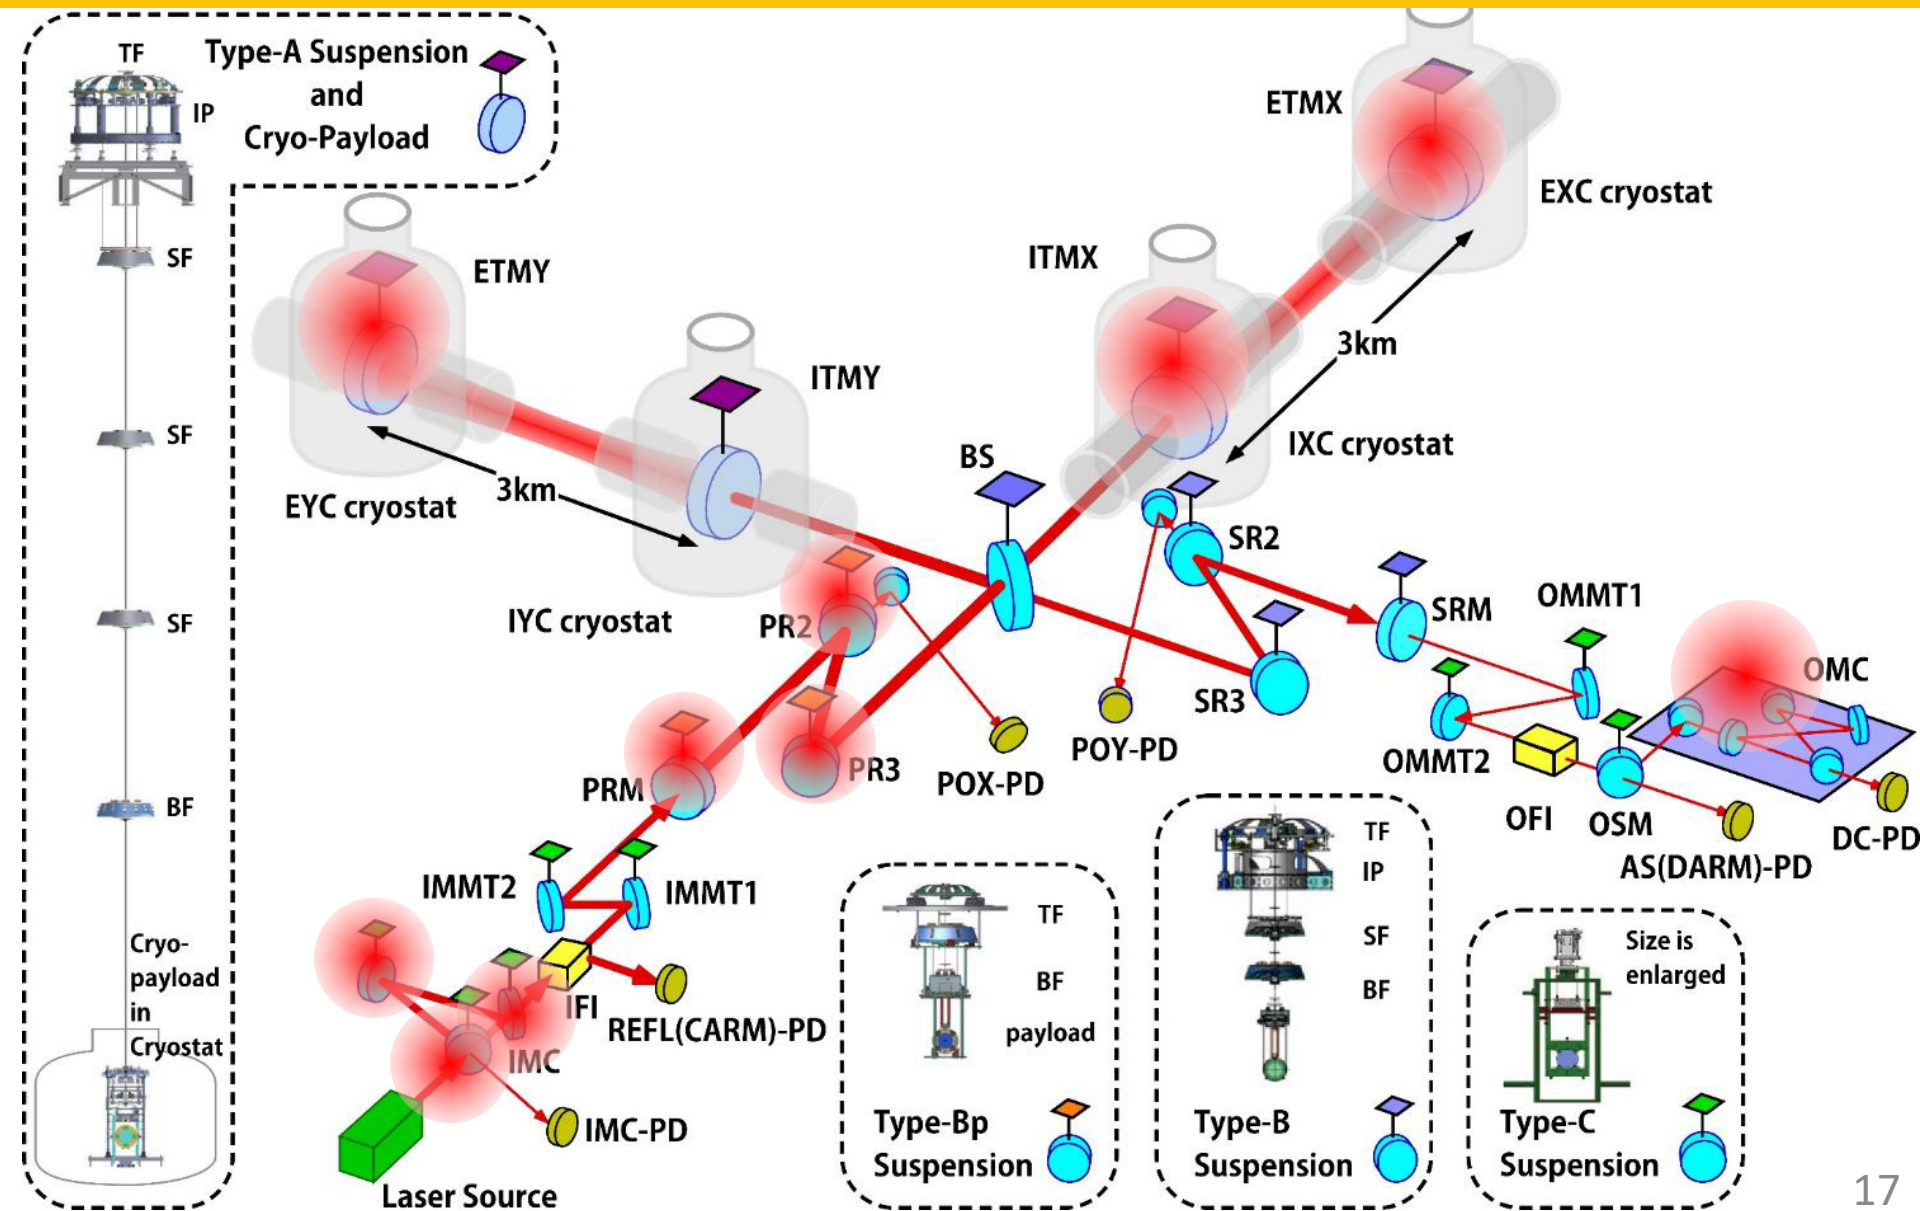 TF
Type-A Suspension
and
Cryo-Payload
IP
SF
SF
SF
BF
Cryo-
payload
in
Cryostat
ETMX
EXC cryostat
ETMY
ITMX
3km
ITMY
IXC cryostat
BS
3km
EYC cryostat
IYC cryostat
SR2
SRM
OMMT1
PR2
SR3
OMC
POY-PD
OMMT2
PRM
PR3
POX-PD
OFI
OSM
AS(DARM)-PD
DC-PD
IMMT2
IMMT1
IFI
REFL(CARM)-PD
IMC
IMC-PD
Laser Source
TF
BF
payload
Type-Bp
Suspension
TF
IP
SF
BF
Type-B
Suspension
Size is
enlarged
Type-C
Suspension
17